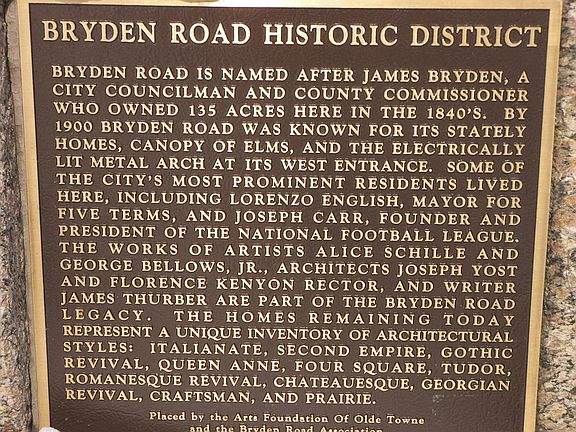 BRYDEN ROAD HISTORIC DISTRICT
BRYDEN ROAD IS NAMED AFTER JAMES BRYDEN, A
CITY COUNCILMAN AND COUNTY COMMISSIONER
WHO OWNED 135 ACRES HERE IN THE 1840'S. BY
1900 BRYDEN ROAD WAS KNOWN FOR ITS STATELY
HOMES, CANOPY OF ELMS, AND THE ELECTRICALLY
LIT METAL ARCH AT ITS WEST ENTRANCE. SOME OF
THE CITY'S MOST PROMINENT RESIDENTS LIVED
HERE, INCLUDING LORENZO ENGLISH, MAYOR FOR
FIVE TERMS, AND JOSEPH CARR, FOUNDER AND
PRESIDENT OF THE NATIONAL FOOTBALL LEAGUE.
THE WORKS OF ARTISTS ALICE SCHILLE AND
GEORGE BELLOWS, JR., ARCHITECTS JOSEPH YOST
AND FLORENCE KENYON RECTOR, AND WRITER
JAMES THURBER ARE PART OF THE BRYDEN ROAD
LEGACY. THE HOMES REMAINING TODAY
REPRESENT A UNIQUE INVENTORY OF ARCHITECTURAL
STYLES: ITALIANATE, SECOND EMPIRE, GOTHIC
REVIVAL, QUEEN ANNE, FOUR SQUARE, TUDOR,
ROMANESQUE REVIVAL, CHATEAUESQUE, GEORGIAN
REVIVAL, CRAFTSMAN, AND PRAIRIE.
Placed by the Arts Foundation Of Olde Towne
and the Bryden Road Association